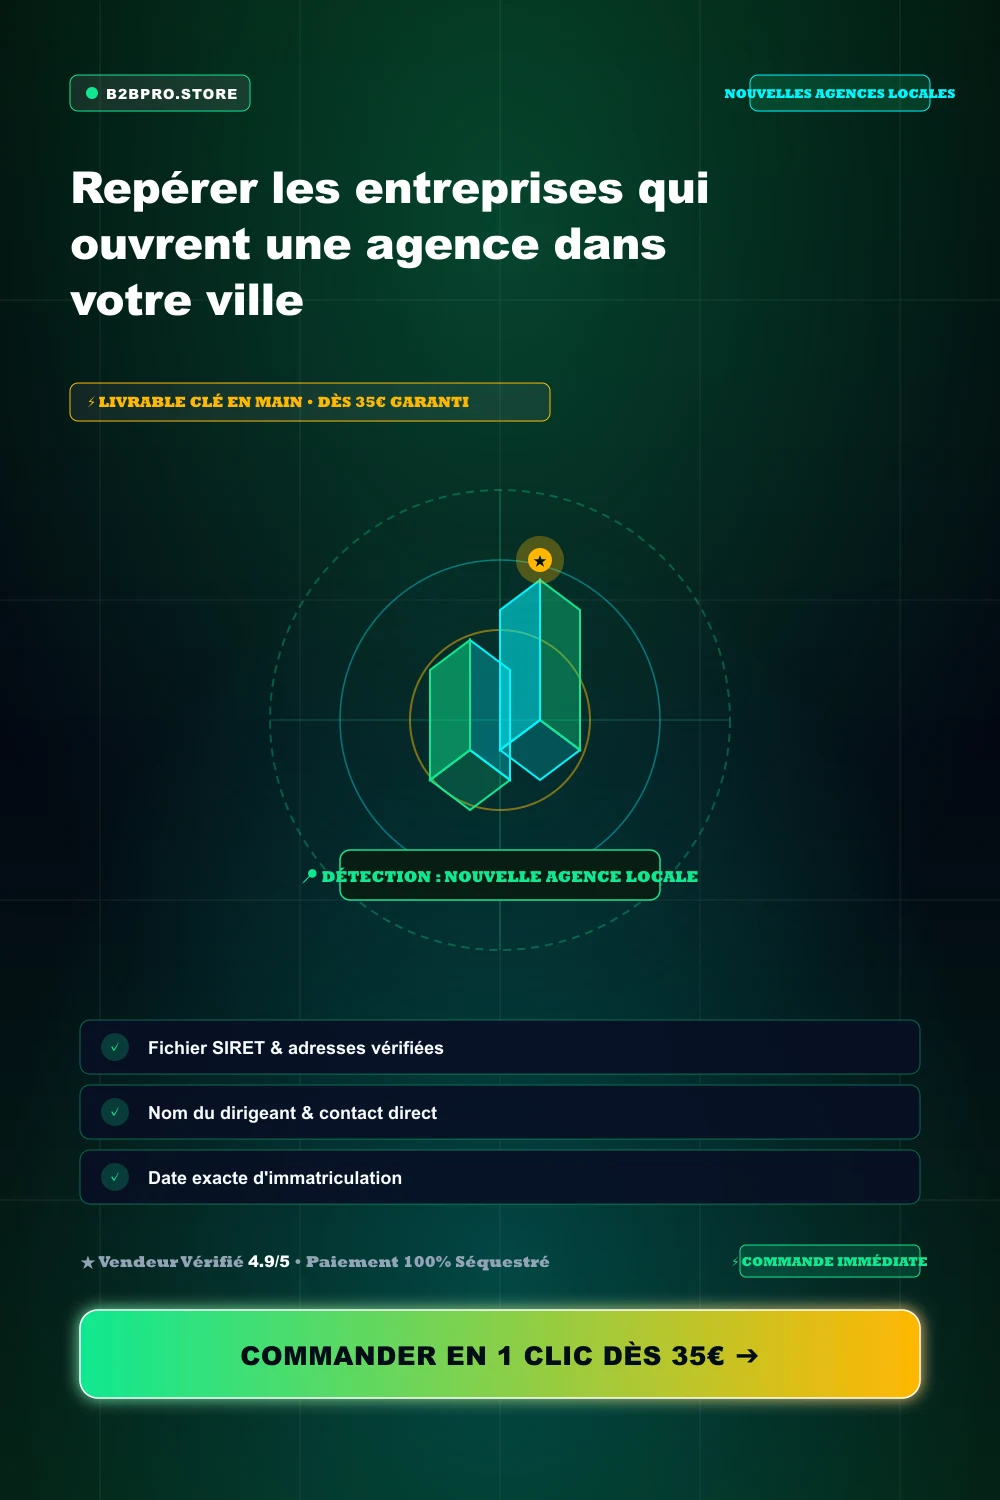 B2BPRO.STORE
NOUVELLES AGENCES LOCALES
Repérer les entreprises qui
ouvrent une agence dans
votre ville
⚡ LIVRABLE CLÉ EN MAIN • DÈS 35€ GARANTI
★
📍 DÉTECTION : NOUVELLE AGENCE LOCALE
✓ Fichier SIRET & adresses vérifiées
✓ Nom du dirigeant & contact direct
✓ Date exacte d'immatriculation
★ Vendeur Vérifié 4.9/5 • Paiement 100% Séquestré
⚡ COMMANDE IMMÉDIATE
COMMANDER EN 1 CLIC DÈS 35€ ➔